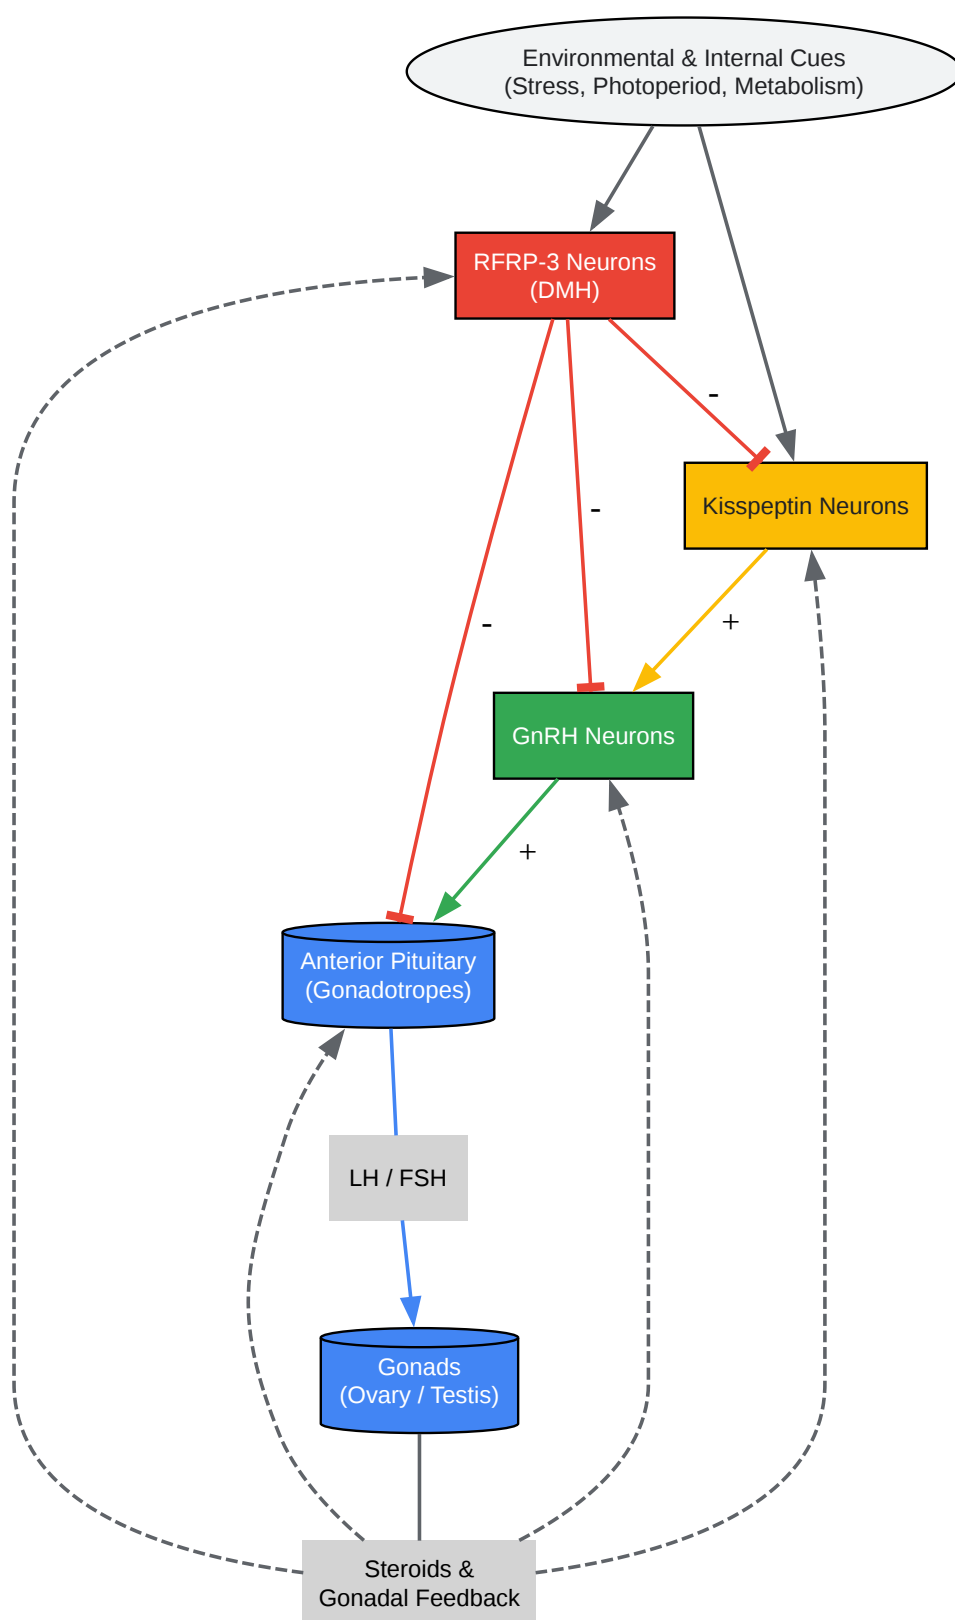 Environmental & Internal Cues
(Stress, Photoperiod, Metabolism)
RFRP-3 Neurons
(DMH)
-
Kisspeptin Neurons
-
+
-
GnRH Neurons
+
Anterior Pituitary
(Gonadotropes)
LH / FSH
Gonads
(Ovary / Testis)
Steroids &
Gonadal Feedback